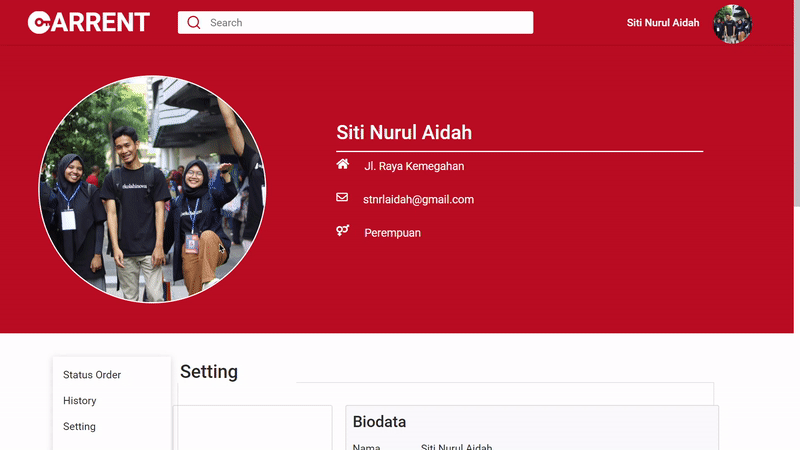 CARRENT
Search
Siti Nurul Aidah
Siti Nurul Aidah
Jl. Raya Kemegahan
stnrlaidah@gmail.com
Perempuan
Status Order
History
Setting
Setting
Biodata
Nama Siti Nurul Aidah